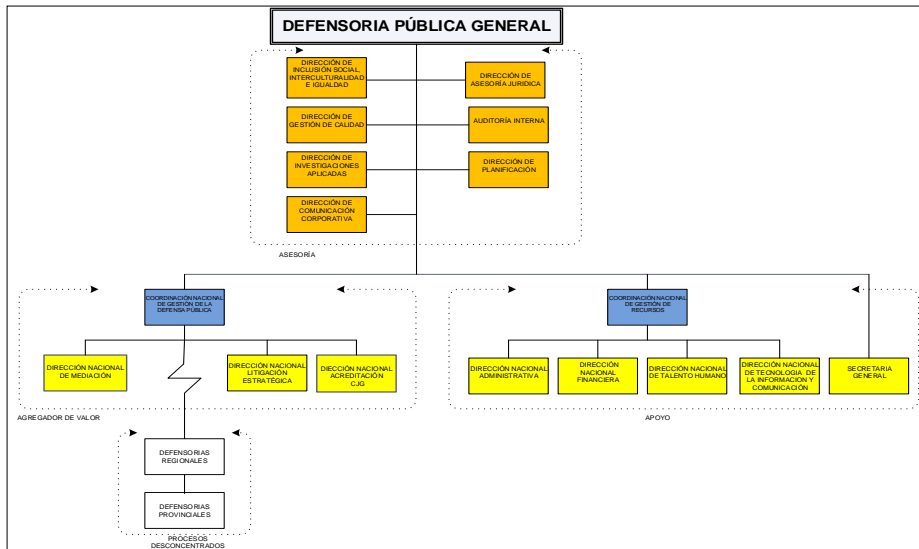 DEFENSORIA PÚBLICA GENERAL
DIRECCIÓN DE
INCLUSIÓN SOCIAL,
INTERCULTURALIDAD
E IGUALDAD
DIRECCIÓN DE
ASESORÍA JURIDICA
DIRECCIÓN DE
GESTIÓN DE CALIDAD
AUDITORÍA INTERNA
DIRECCIÓN DE
INVESTIGACIONES
APLICADAS
DIRECCIÓN DE
PLANIFICACIÓN
DIRECCIÓN DE
COMUNICACIÓN
CORPORATIVA
ASESORÍA
COORDINACIÓN NACIONAL
DE GESTIÓN DE LA
DEFENSA PÚBLICA
COORDINACIÓN NACIONAL
DE GESTIÓN DE
RECURSOS
DIRECCIÓN NACIONAL
DE MEDIACIÓN
DIRECCIÓN NACIONAL
LITIGACIÓN
ESTRATÉGICA
DIECCIÓN NACIONAL
ACREDITACIÓN
CJG
DIRECCIÓN NACIONAL
ADMINISTRATIVA
DIRECCIÓN
NACIONAL
FINANCIERA
DIRECCIÓN NACIONAL
DE TALENTO HUMANO
DIRECCIÓN NACIONAL
DE TECNOLOGIA DE
LA INFORMACION Y
COMUNICACIÓN
SECRETARIA
GENERAL
AGREGADOR DE VALOR
APOYO
DEFENSORIAS
REGIONALES
DEFENSORIAS
PROVINCIALES
PROCESOS
DESCONCENTRADOS